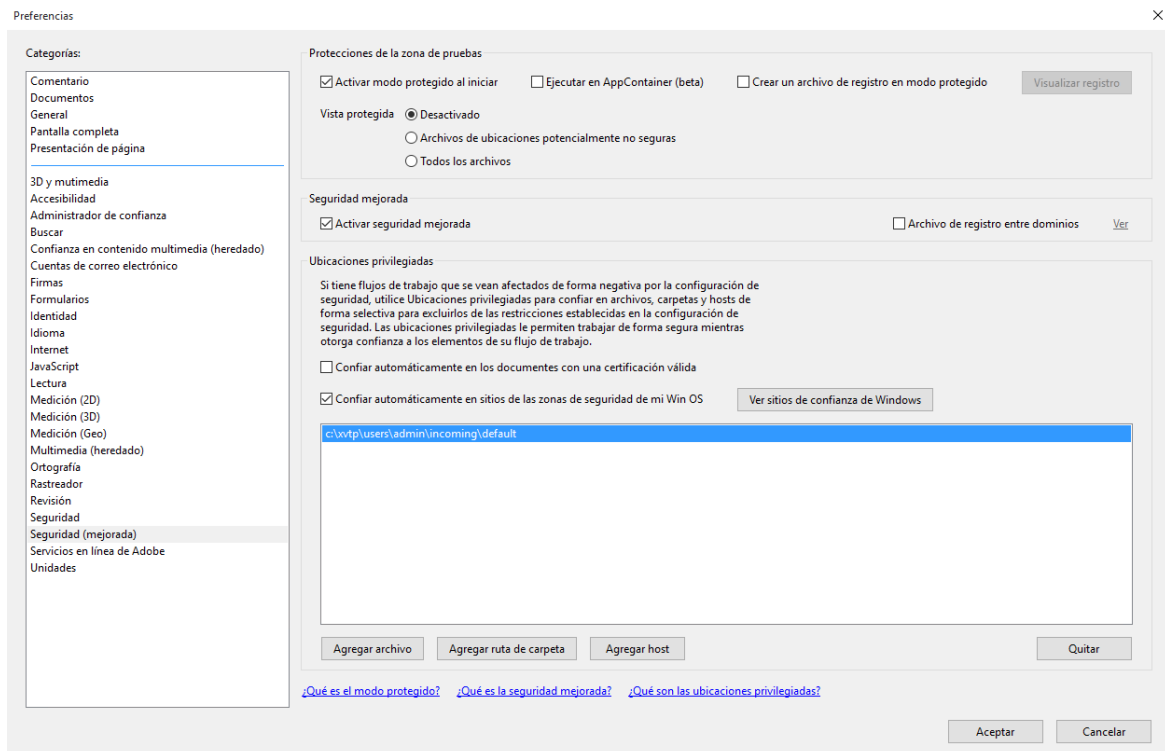 Preferencias
Categorías:
Comentario
Documentos
General
Pantalla completa
Presentación de página
3D y mutimedia
Accesibilidad
Administrador de confianza
Buscar
Confianza en contenido multimedia (heredado)
Cuentas de correo electrónico
Firmas
Formularios
Identidad
Idioma
Internet
JavaScript
Lectura
Medición (2D)
Medición (3D)
Medición (Geo)
Multimedia (heredado)
Ortografía
Rastreador
Revisión
Seguridad
Seguridad (mejorada)
Servicios en línea de Adobe
Unidades
Protecciones de la zona de pruebas
Activar modo protegido al iniciar Ejecutar en AppContainer (beta) Crear un archivo de registro en modo protegido Visualizar registro
Vista protegida Desactivado
Archivos de ubicaciones potencialmente no seguras
Todos los archivos
Seguridad mejorada
Activar seguridad mejorada Archivo de registro entre dominios Ver
Ubicaciones privilegiadas
Si tiene flujos de trabajo que se vean afectados de forma negativa por la configuración de
seguridad, utilice Ubicaciones privilegiadas para confiar en archivos, carpetas y hosts de
forma selectiva para excluirlos de las restricciones establecidas en la configuración de
seguridad. Las ubicaciones privilegiadas le permiten trabajar de forma segura mientras
otorga confianza a los elementos de su flujo de trabajo.
Confiar automáticamente en los documentes con una certificación válida
Confiar automáticamente en sitios de las zonas de seguridad de mi Win OS Ver sitios de confianza de Windows
c:\xvtp\users\admin\incoming\default
Agregar archivo Agregar ruta de carpeta Agregar host Quitar
¿Qué es el modo protegido? ¿Qué es la seguridad mejorada? ¿Qué son las ubicaciones privilegiadas?
Aceptar Cancelar